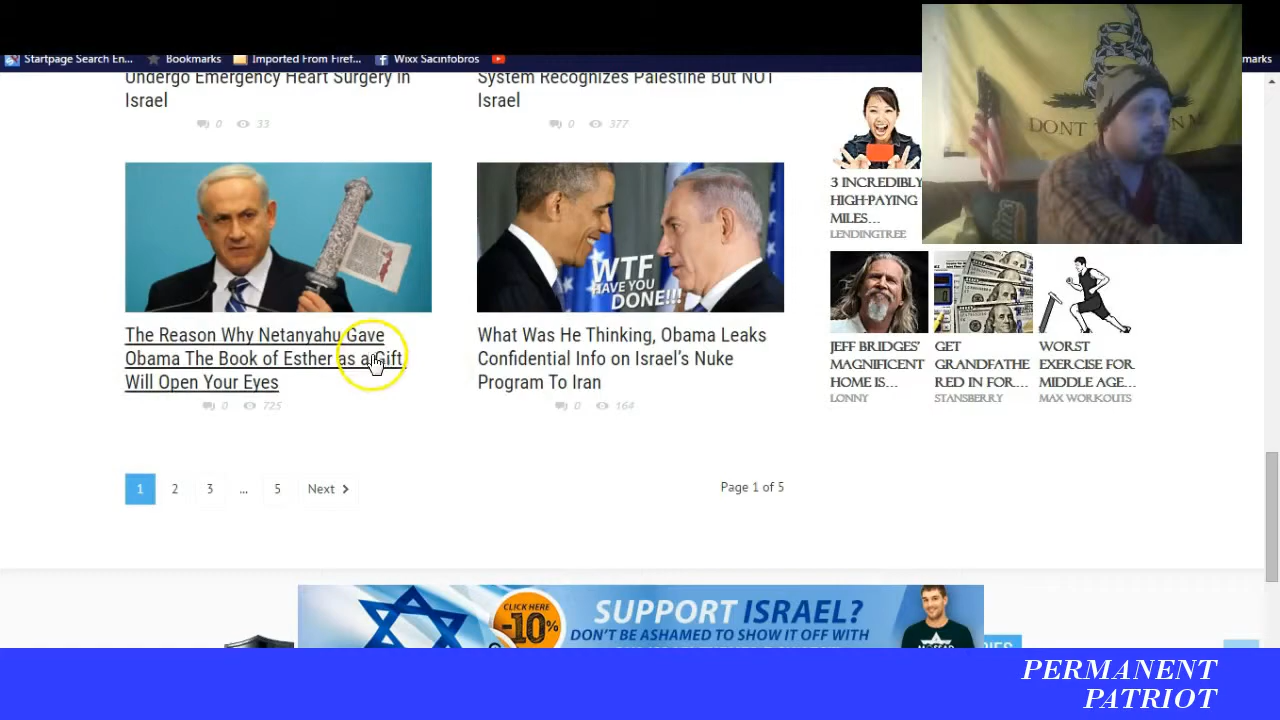 Startpage Search En...
Bookmarks
Imported From Firef...
Wixx Sacinfobros
marks
Undergo Emergency Heart Surgery in
Israel
0 33
System Recognizes Palestine But NOT
Israel
0 377
DONT
M
3 INCREDIBLY
HIGH-PAYING
MILES...
LENDINGTREE
WTF
HAVE YOU
DONE!!!
The Reason Why Netanyahu Gave
Obama The Book of Esther as a Gift
Will Open Your Eyes
0 725
What Was He Thinking, Obama Leaks
Confidential Info on Israel's Nuke
Program To Iran
0 164
JEFF BRIDGES'
MAGNIFICENT
HOME IS...
LONNY
GET
GRANDFATHE
RED IN FOR...
STANSBERRY
WORST
EXERCISE FOR
MIDDLE AGE...
MAX WORKOUTS
1 2 3 ... 5 Next
Page 1 of 5
CLICK HERE
-10%
SUPPORT ISRAEL?
DON'T BE ASHAMED TO SHOW IT OFF WITH
PERMANENT
PATRIOT